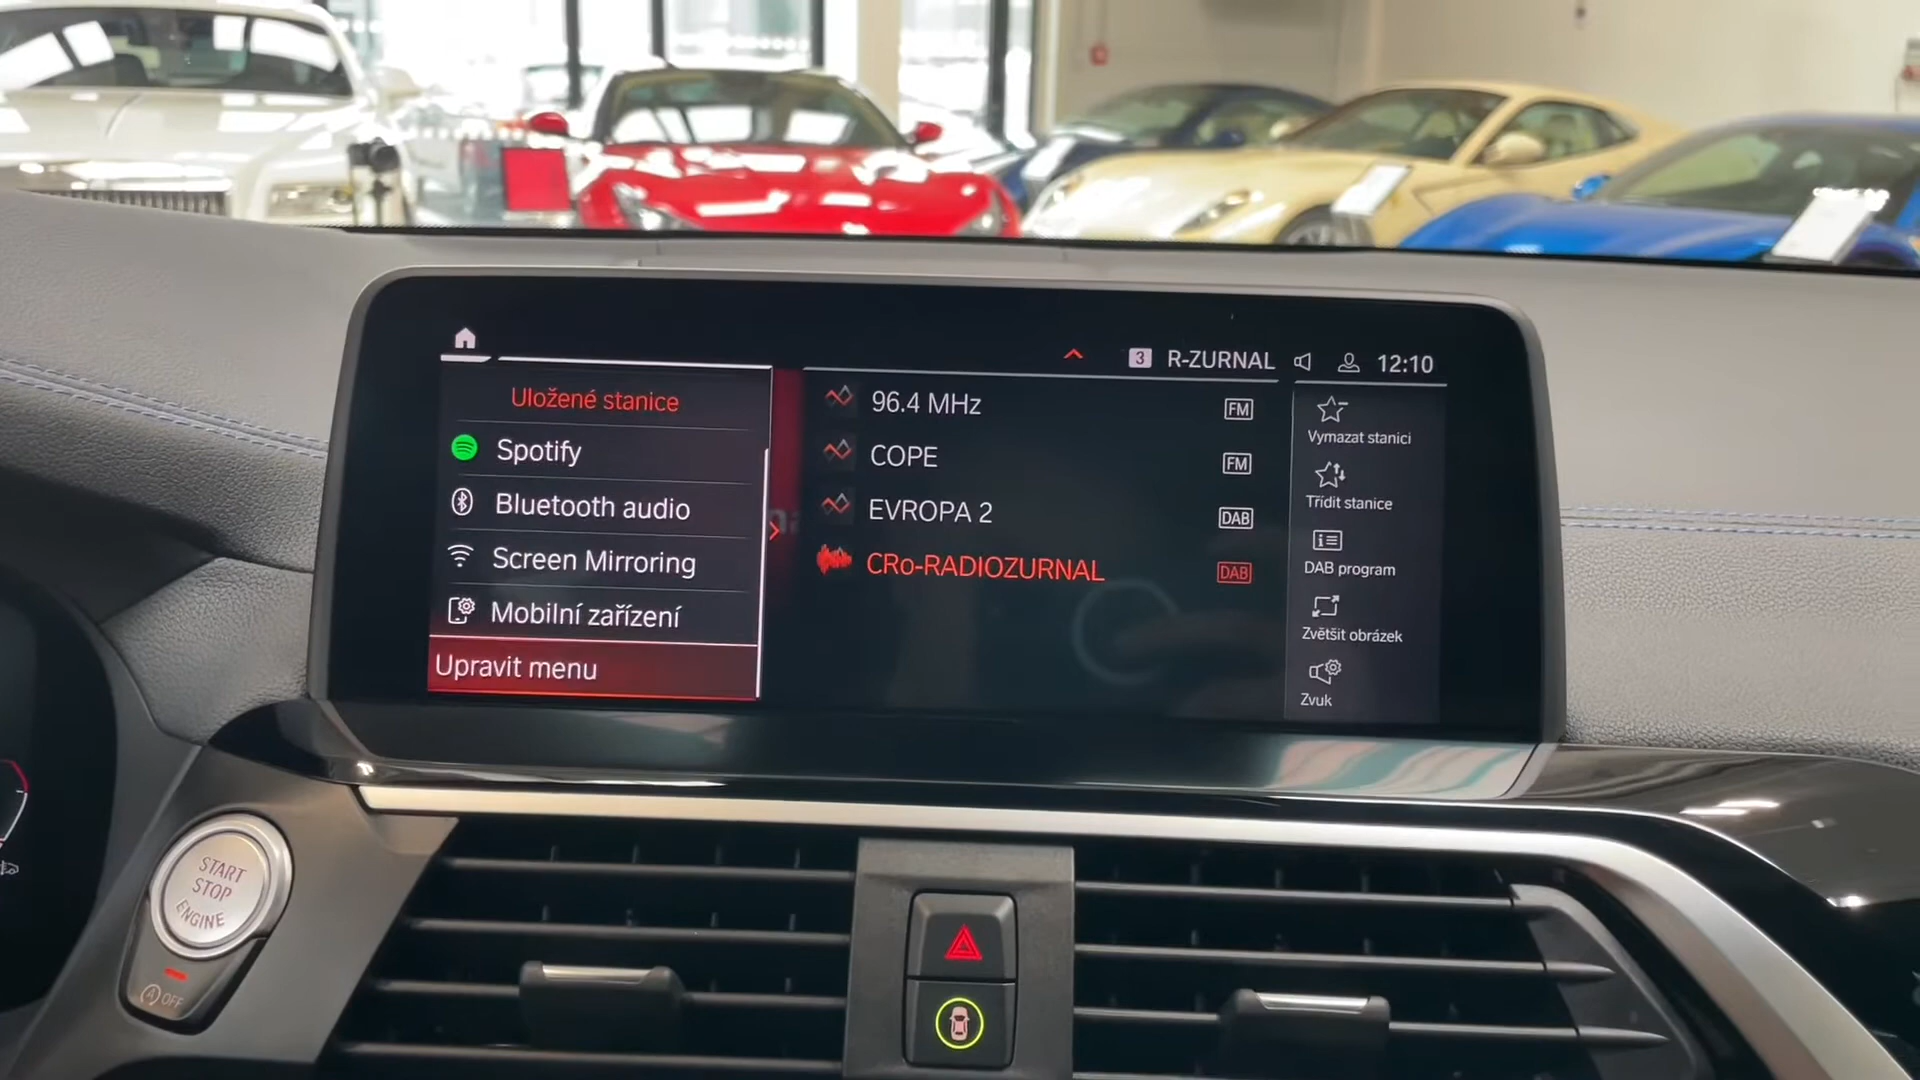 3 R-ZURNAL 12:10
Uložené stanice
Spotify
Bluetooth audio
Screen Mirroring
Mobilní zařízení
Upravit menu
96.4 MHz FM
COPE FM
EVROPA 2 DAB
CRo-RADIOZURNAL DAB
Vymazat stanici
Třídit stanice
DAB program
Zvětšit obrázek
Zvuk
START
STOP
ENGINE
A OFF